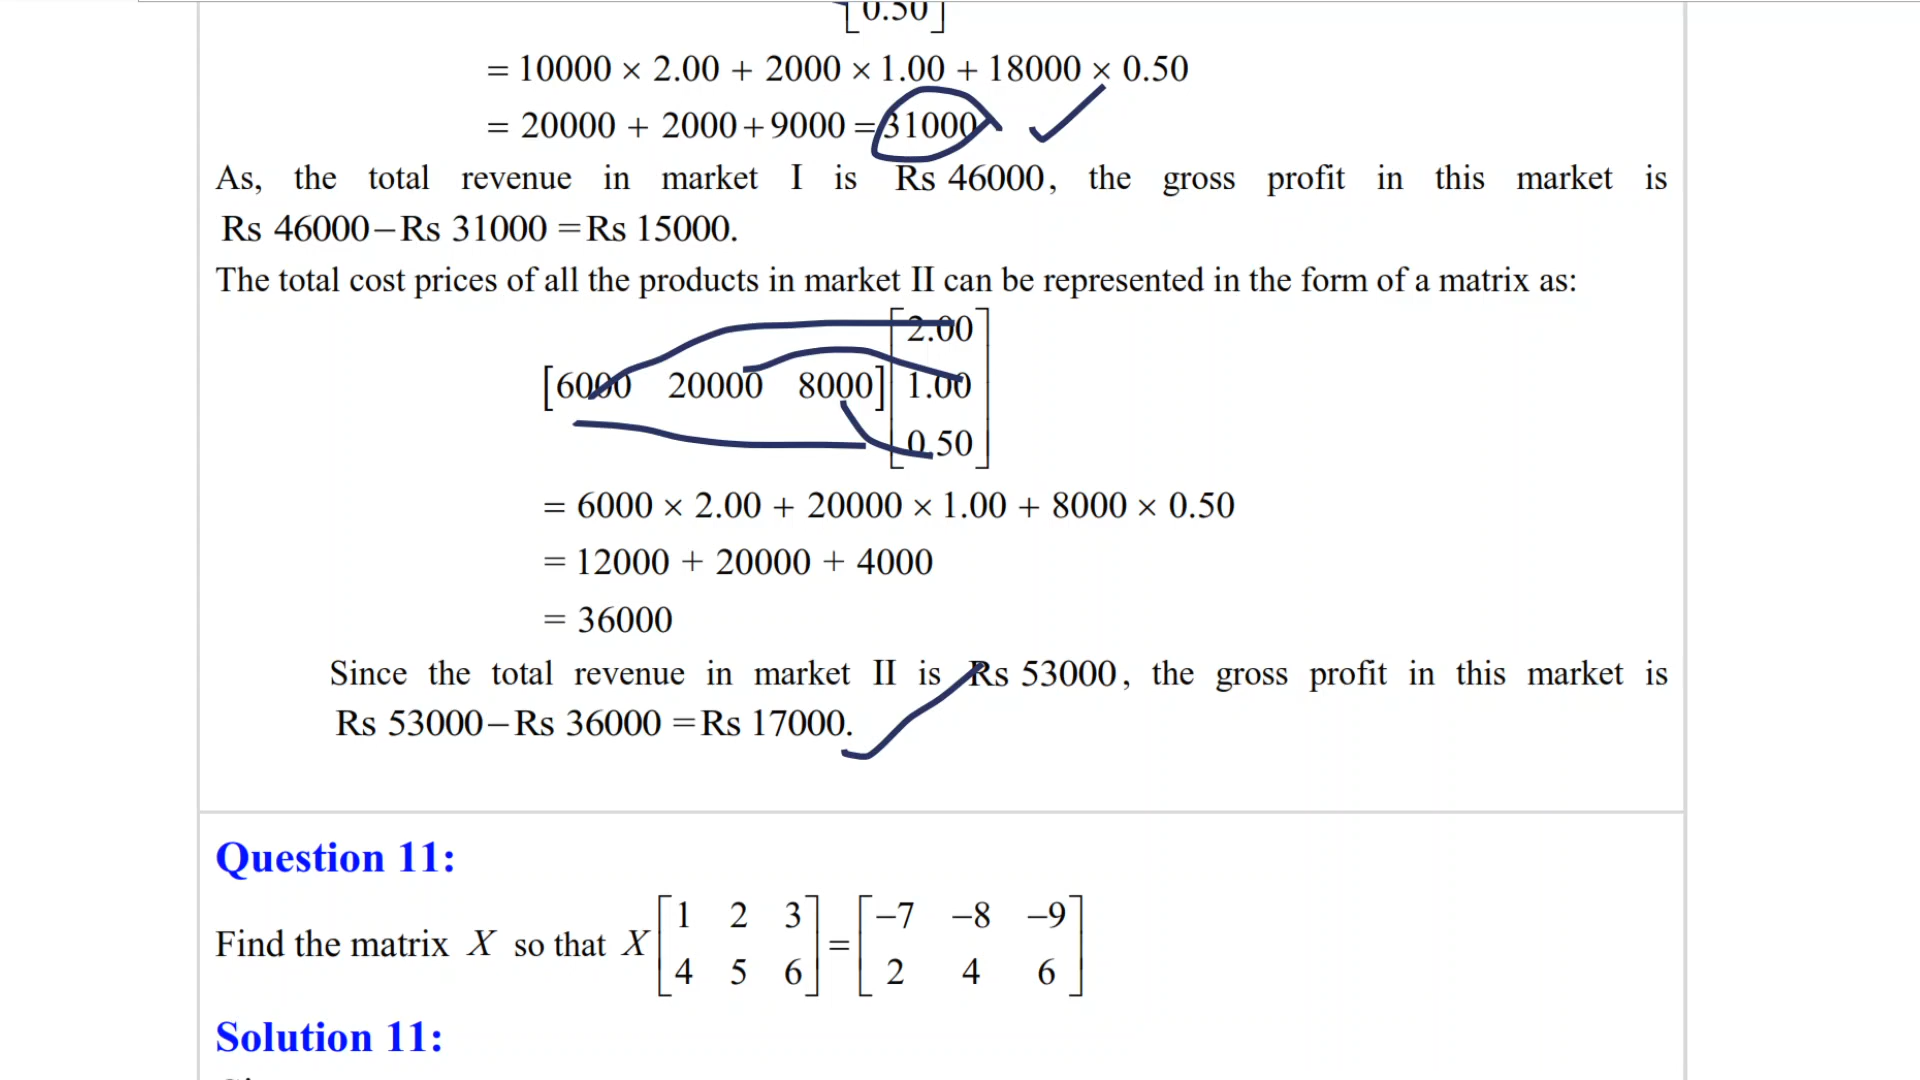 0.50
= 10000 × 2.00 + 2000 × 1.00 + 18000 × 0.50
= 20000 + 2000+9000 =31000
As, the total revenue in market I is Rs 46000, the gross profit in this market is
Rs 46000−Rs 31000 =Rs 15000.
The total cost prices of all the products in market II can be represented in the form of a matrix as:
2.00
[6000 20000 8000] 1.00
0.50
= 6000 × 2.00 + 20000 × 1.00 + 8000 × 0.50
= 12000 + 20000 + 4000
= 36000
Since the total revenue in market II is Rs 53000, the gross profit in this market is
Rs 53000−Rs 36000 =Rs 17000.
Question 11:
1 2 3 −7 −8 −9
Find the matrix X so that X =
4 5 6 2 4 6
Solution 11: